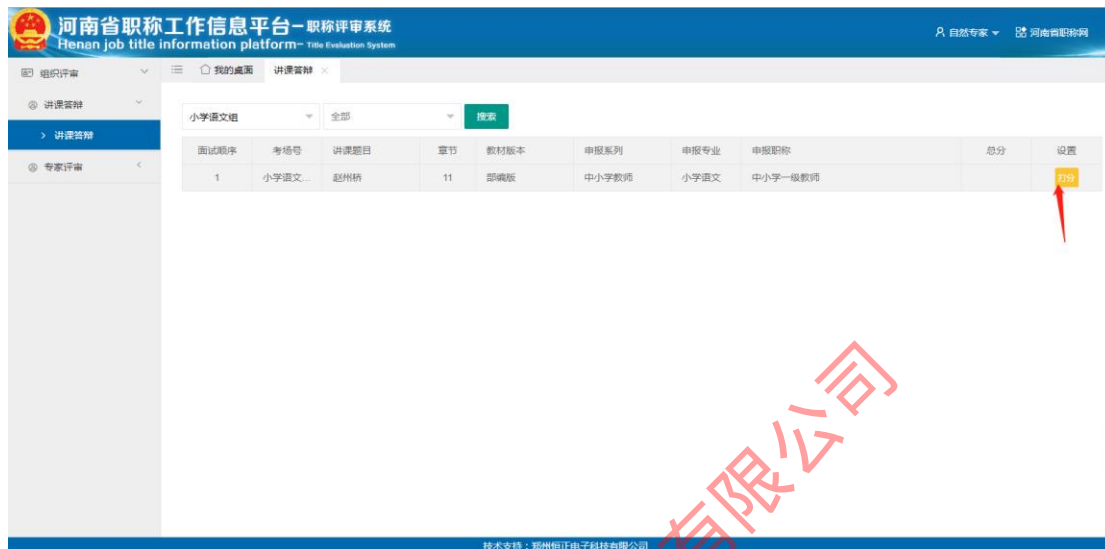 河南省职称工作信息平台-职称评审系统
Henan job title information platform- Title Evaluation System
自然专家 河南省职称网
组织评审 我的桌面 讲课答辩
讲课答辩
小学语文组 全部 搜索
> 讲课答辩
面试顺序 考场号 讲课题目 章节 教材版本 申报系列 申报专业 申报职称 总分 设置
专家评审
1 小学语文... 赵州桥 11 部编版 中小学教师 小学语文 中小学一级教师 打分
有限公司
技术支持：郑州恒正电子科技有限公司